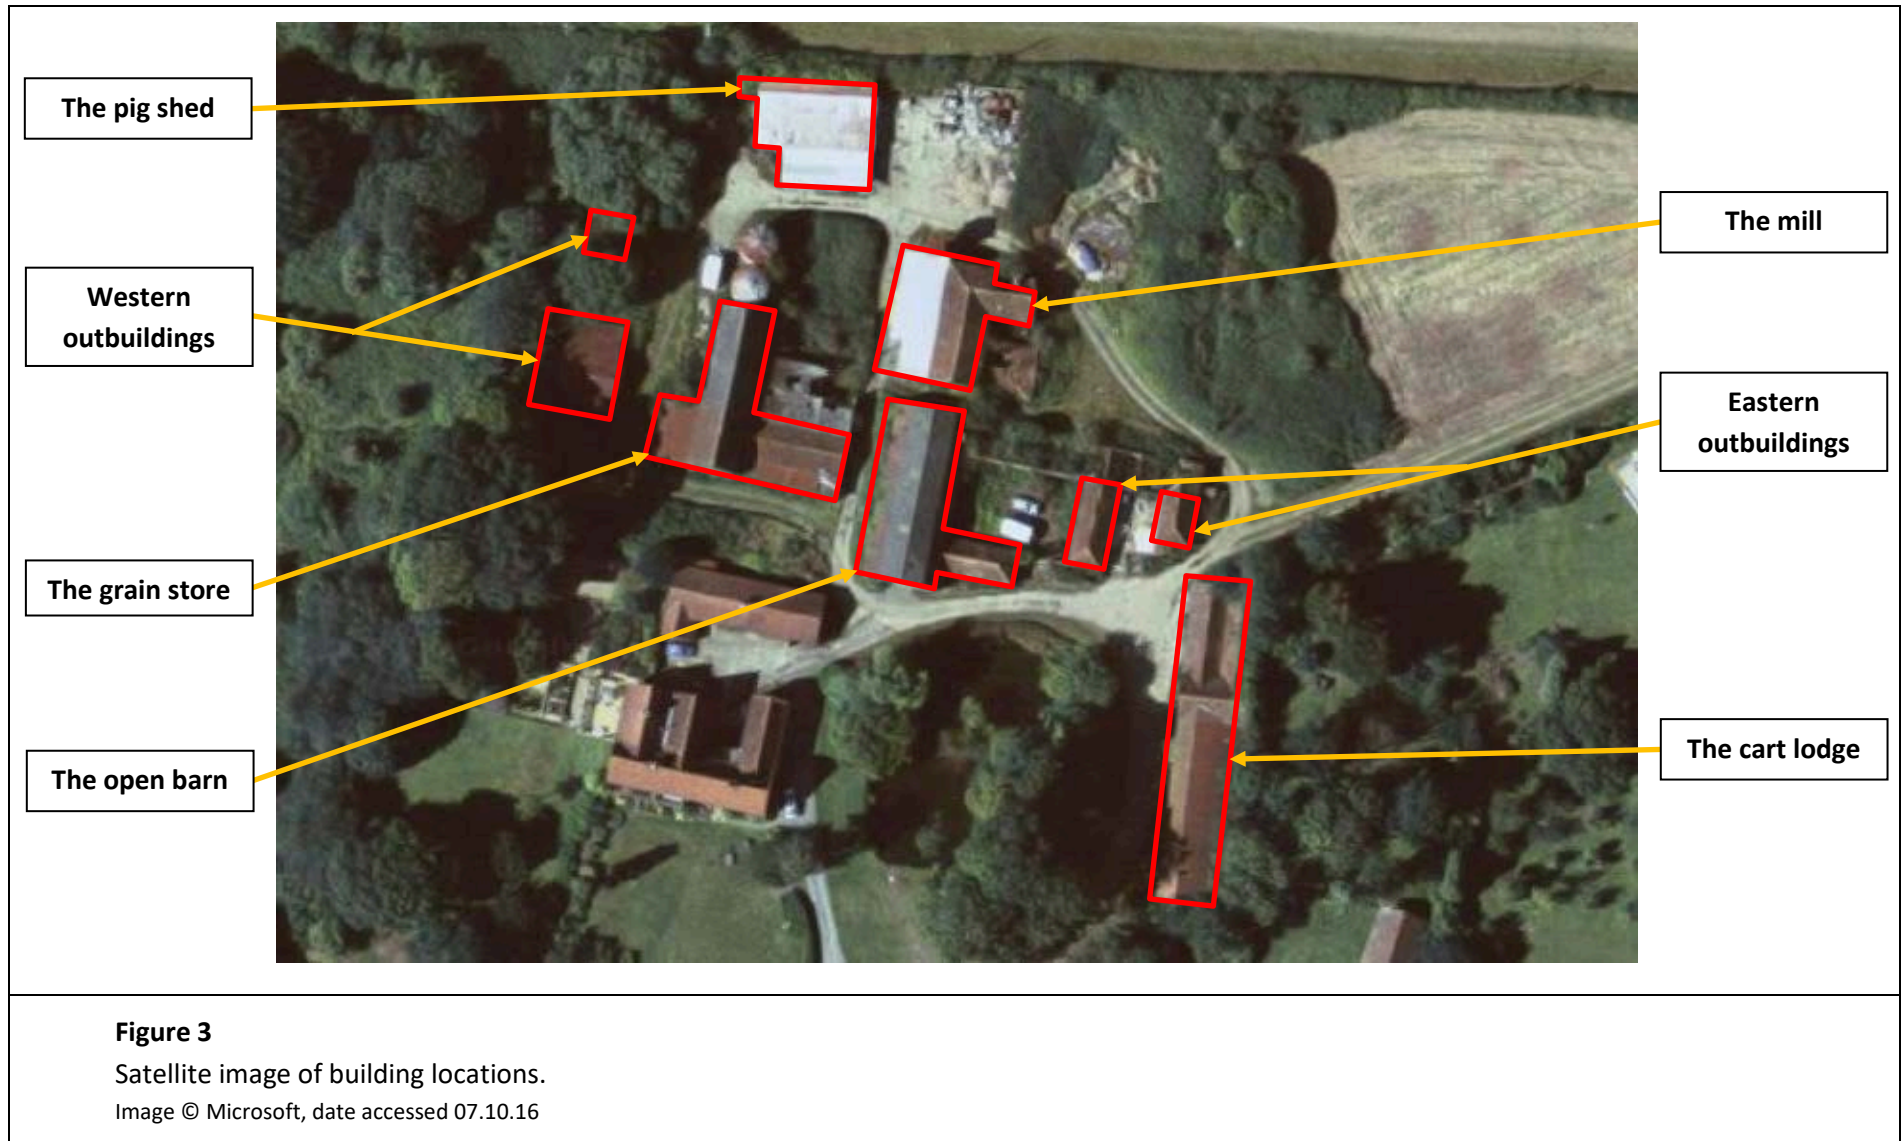 The pig shed
Western
outbuildings
The grain store
The open barn
The mill
Eastern
outbuildings
The cart lodge
Figure 3
Satellite image of building locations.
Image © Microsoft, date accessed 07.10.16